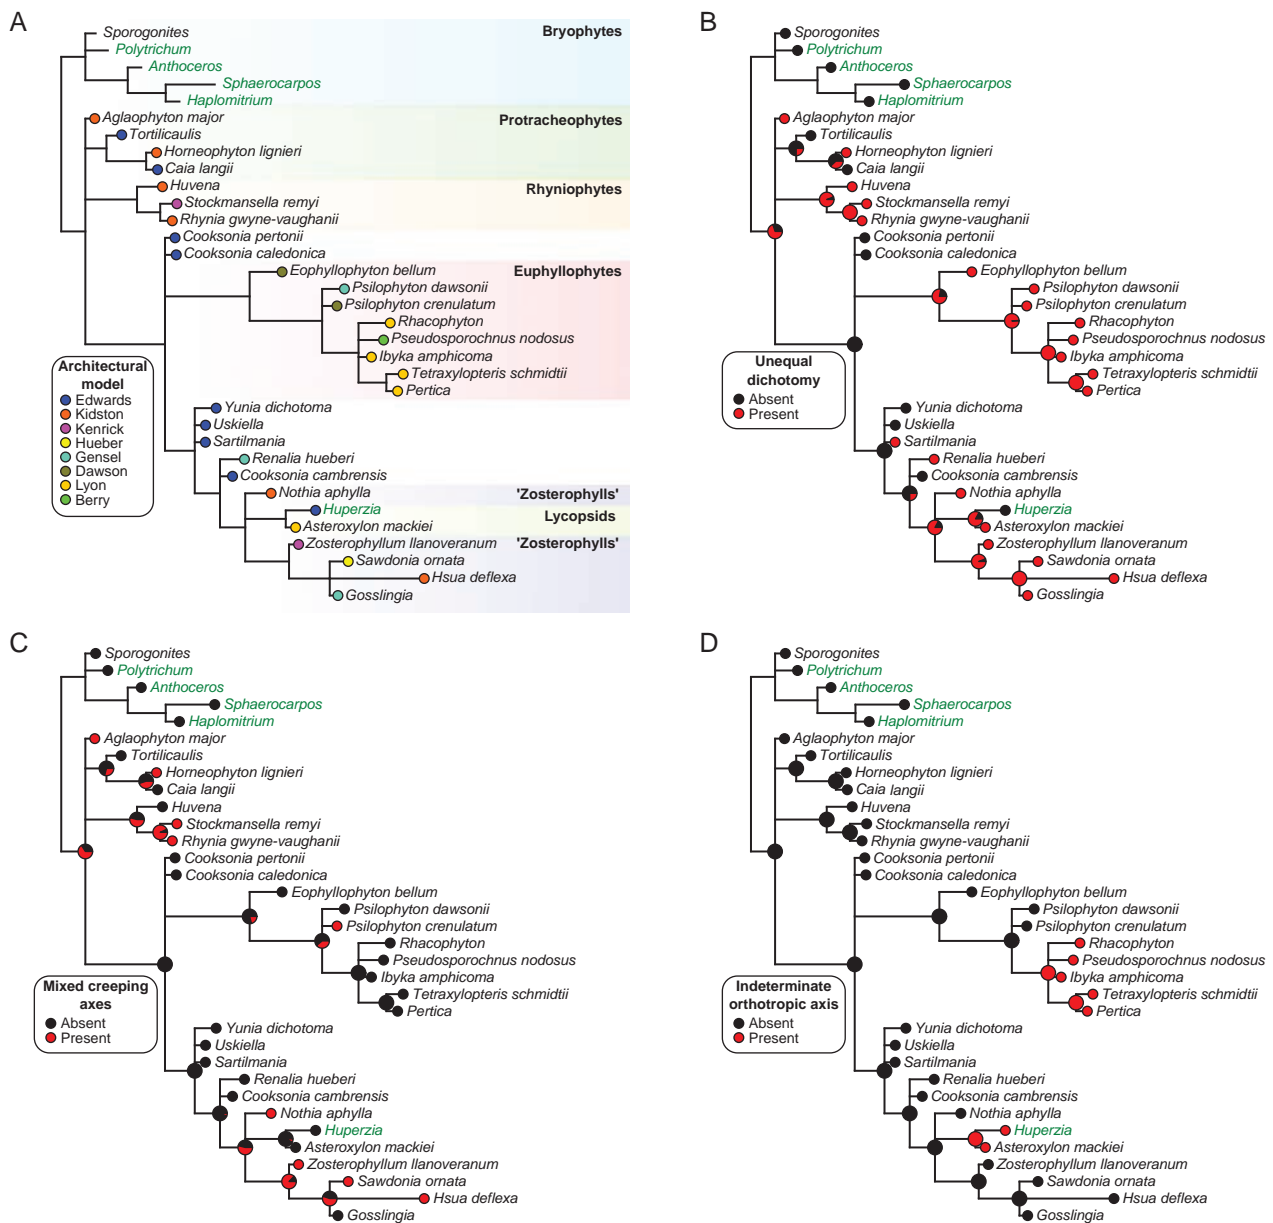 A
Sporogonites
Bryophytes
Polytrichum
Anthoceros
Sphaerocarpos
Haplomitrium
Aglaophyton major
Protracheophytes
Tortilicaulis
Horneophyton lignieri
Caia langii
Huvena
Rhyniophytes
Stockmansella remyi
Rhynia gwyne-vaughanii
Cooksonia pertonii
Cooksonia caledonica
Eophyllophyton bellum
Euphyllophytes
Psilophyton dawsonii
Psilophyton crenulatum
Rhacophyton
Pseudosporochnus nodosus
Ibyka amphicoma
Tetraxylopteris schmidtii
Pertica
Yunia dichotoma
Uskiella
Sartilmania
Renalia hueberi
Cooksonia cambrensis
Nothia aphylla
'Zosterophylls'
Huperzia
Lycopsids
Asteroxylon mackiei
Zosterophyllum llanoveranum
'Zosterophylls'
Sawdonia ornata
Hsua deflexa
Gosslingia
Architectural
model
Edwards
Kidston
Kenrick
Hueber
Gensel
Dawson
Lyon
Berry
B
Sporogonites
Polytrichum
Anthoceros
Sphaerocarpos
Haplomitrium
Aglaophyton major
Tortilicaulis
Horneophyton lignieri
Caia langii
Huvena
Stockmansella remyi
Rhynia gwyne-vaughanii
Cooksonia pertonii
Cooksonia caledonica
Eophyllophyton bellum
Psilophyton dawsonii
Psilophyton crenulatum
Rhacophyton
Pseudosporochnus nodosus
Ibyka amphicoma
Tetraxylopteris schmidtii
Pertica
Yunia dichotoma
Uskiella
Sartilmania
Renalia hueberi
Cooksonia cambrensis
Nothia aphylla
Huperzia
Asteroxylon mackiei
Zosterophyllum llanoveranum
Sawdonia ornata
Hsua deflexa
Gosslingia
Unequal
dichotomy
Absent
Present
C
Sporogonites
Polytrichum
Anthoceros
Sphaerocarpos
Haplomitrium
Aglaophyton major
Tortilicaulis
Horneophyton lignieri
Caia langii
Huvena
Stockmansella remyi
Rhynia gwyne-vaughanii
Cooksonia pertonii
Cooksonia caledonica
Eophyllophyton bellum
Psilophyton dawsonii
Psilophyton crenulatum
Rhacophyton
Pseudosporochnus nodosus
Ibyka amphicoma
Tetraxylopteris schmidtii
Pertica
Yunia dichotoma
Uskiella
Sartilmania
Renalia hueberi
Cooksonia cambrensis
Nothia aphylla
Huperzia
Asteroxylon mackiei
Zosterophyllum llanoveranum
Sawdonia ornata
Hsua deflexa
Gosslingia
Mixed creeping
axes
Absent
Present
D
Sporogonites
Polytrichum
Anthoceros
Sphaerocarpos
Haplomitrium
Aglaophyton major
Tortilicaulis
Horneophyton lignieri
Caia langii
Huvena
Stockmansella remyi
Rhynia gwyne-vaughanii
Cooksonia pertonii
Cooksonia caledonica
Eophyllophyton bellum
Psilophyton dawsonii
Psilophyton crenulatum
Rhacophyton
Pseudosporochnus nodosus
Ibyka amphicoma
Tetraxylopteris schmidtii
Pertica
Yunia dichotoma
Uskiella
Sartilmania
Renalia hueberi
Cooksonia cambrensis
Nothia aphylla
Huperzia
Asteroxylon mackiei
Zosterophyllum llanoveranum
Sawdonia ornata
Hsua deflexa
Gosslingia
Indeterminate
orthotropic axis
Absent
Present